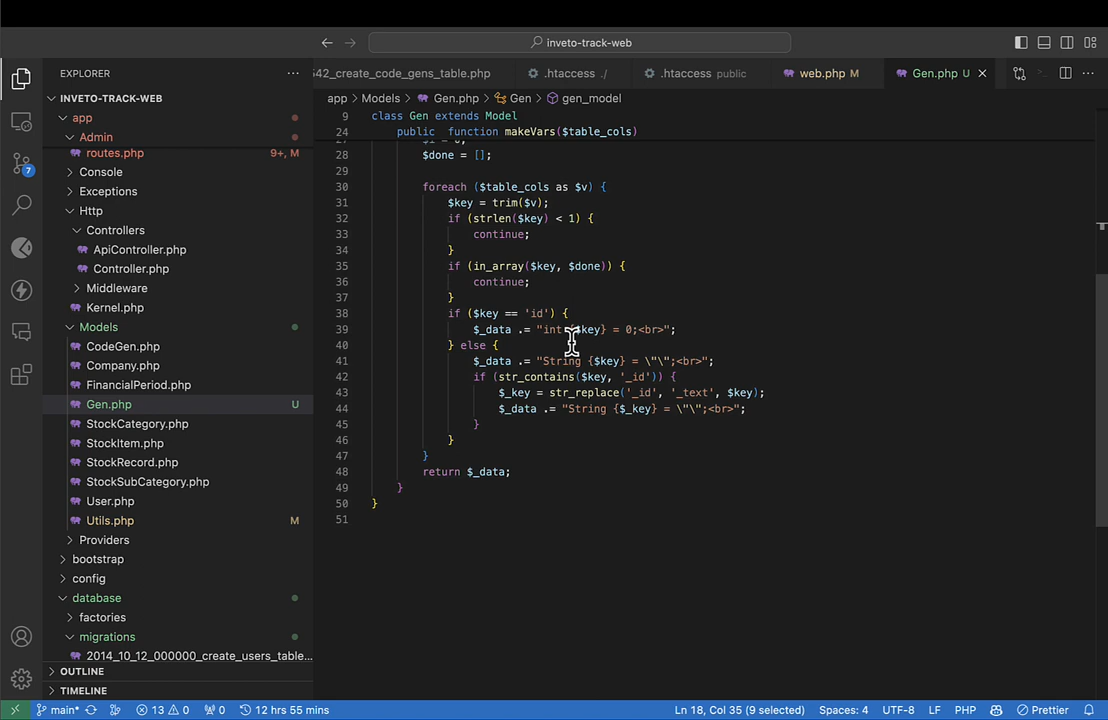 inveto-track-web
EXPLORER
542_create_code_gens_table.php
.htaccess ./
.htaccess public
web.php M
Gen.php U
INVETO-TRACK-WEB
app > Models > Gen.php > Gen > gen_model
app
9 class Gen extends Model
Admin
24 public function makeVars($table_cols)
routes.php 9+, M
28 $done = [];
Console
29
Exceptions
30 foreach ($table_cols as $v) {
Http
31 $key = trim($v);
32 if (strlen($key) < 1) {
Controllers
33 continue;
ApiController.php
34 }
Controller.php
35 if (in_array($key, $done)) {
36 continue;
Middleware
37 }
Kernel.php
38 if ($key == 'id') {
Models
39 $_data .= "int {$key} = 0;<br>";
CodeGen.php
40 } else {
Company.php
41 $_data .= "String {$key} = \"\";<br>";
42 if (str_contains($key, '_id')) {
FinancialPeriod.php
43 $_key = str_replace('_id', '_text', $key);
Gen.php U
44 $_data .= "String {$_key} = \"\";<br>";
StockCategory.php
45 }
StockItem.php
46 }
47 }
StockRecord.php
48 return $_data;
StockSubCategory.php
49 }
User.php
50 }
Utils.php M
51
Providers
bootstrap
config
database
factories
migrations
2014_10_12_000000_create_users_table...
OUTLINE
TIMELINE
7
main* 13 0 0 12 hrs 55 mins Ln 18, Col 35 (9 selected) Spaces: 4 UTF-8 LF PHP Prettier